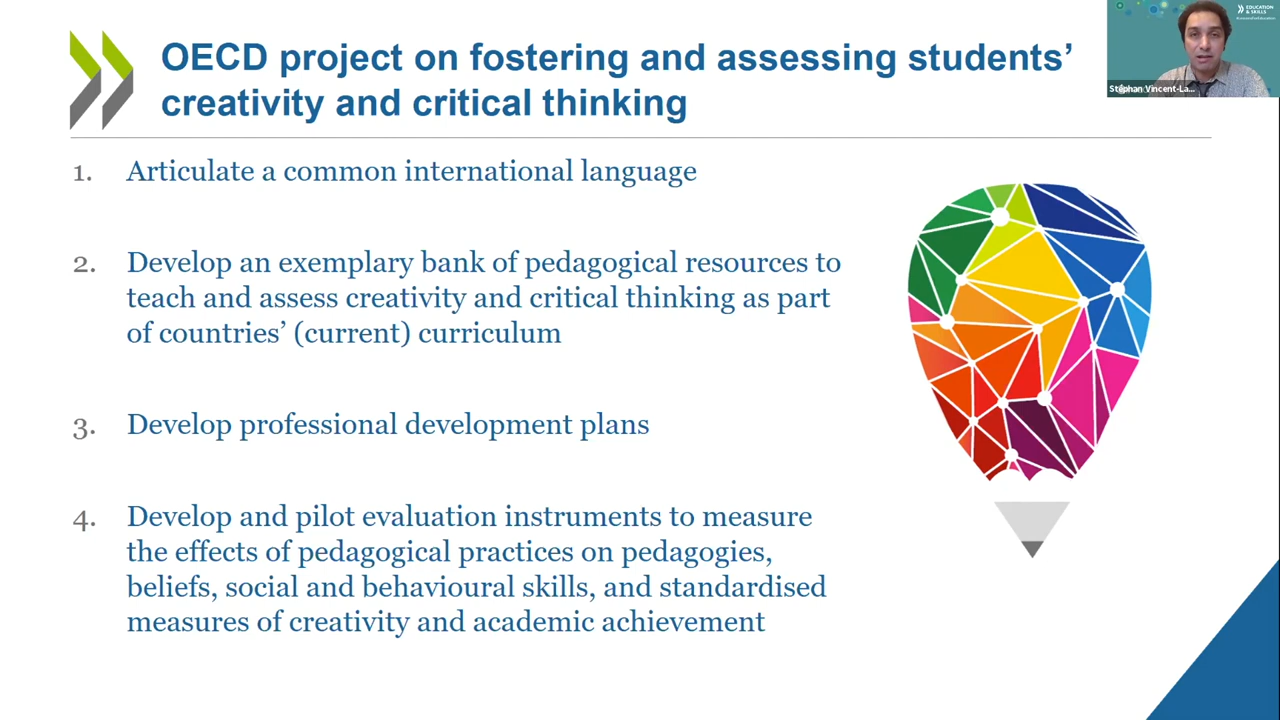 OECD project on fostering and assessing students’
creativity and critical thinking
EDUCATION
& SKILLS
Stéphan Vincent-La...
1. Articulate a common international language
2. Develop an exemplary bank of pedagogical resources to
teach and assess creativity and critical thinking as part
of countries’ (current) curriculum
3. Develop professional development plans
4. Develop and pilot evaluation instruments to measure
the effects of pedagogical practices on pedagogies,
beliefs, social and behavioural skills, and standardised
measures of creativity and academic achievement